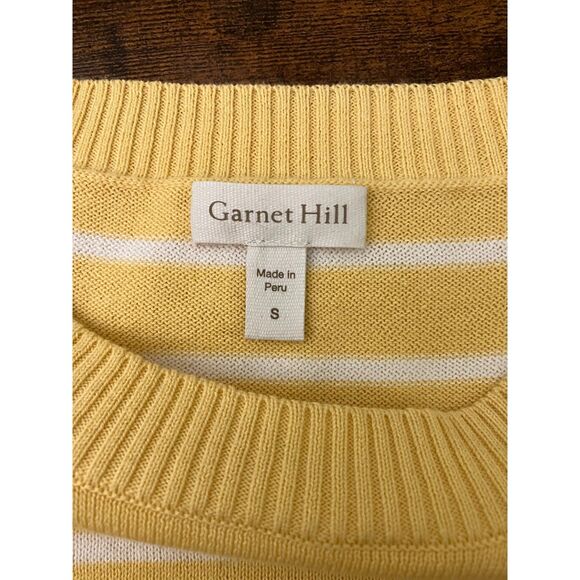 Garnet Hill
Made in
Peru
S